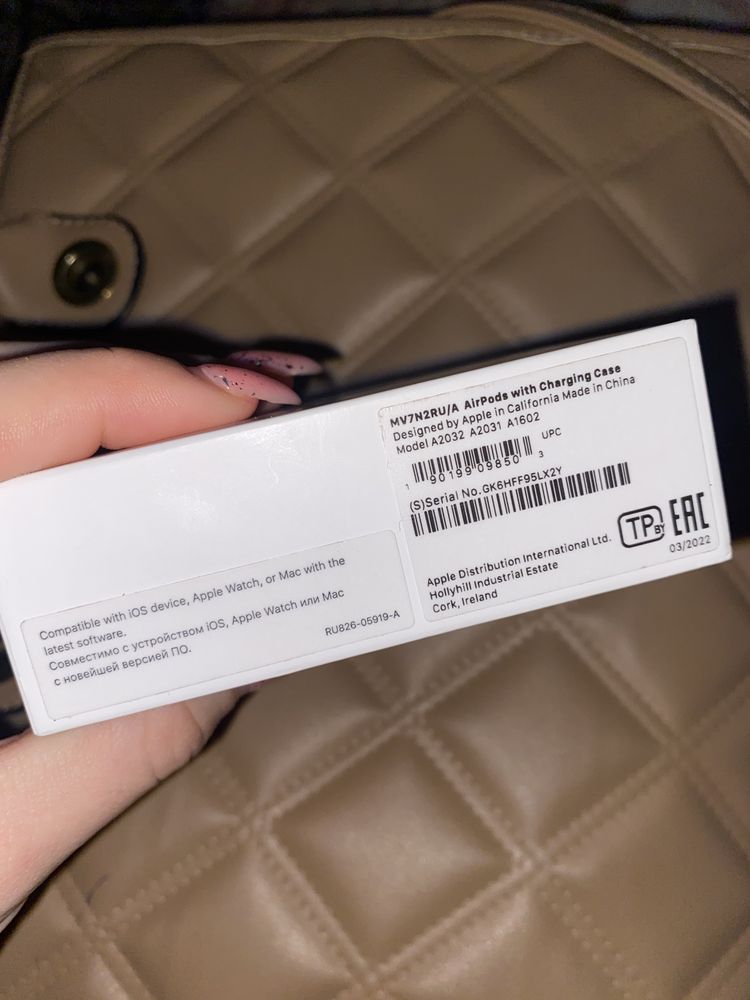 MV7N2RU/A AirPods with Charging Case
Designed by Apple in California Made in China
Model A2032 A2031 A1602
UPC
1 90199 09850 3
(S)Serial No.GK6HFF95LX2Y
TP BY EAC
03/2022
Apple Distribution International Ltd.
Hollyhill Industrial Estate
Cork, Ireland
Compatible with iOS device, Apple Watch, or Mac with the
latest software.
Совместимо с устройством iOS, Apple Watch или Mac
с новейшей версией ПО.
RU826-05919-A